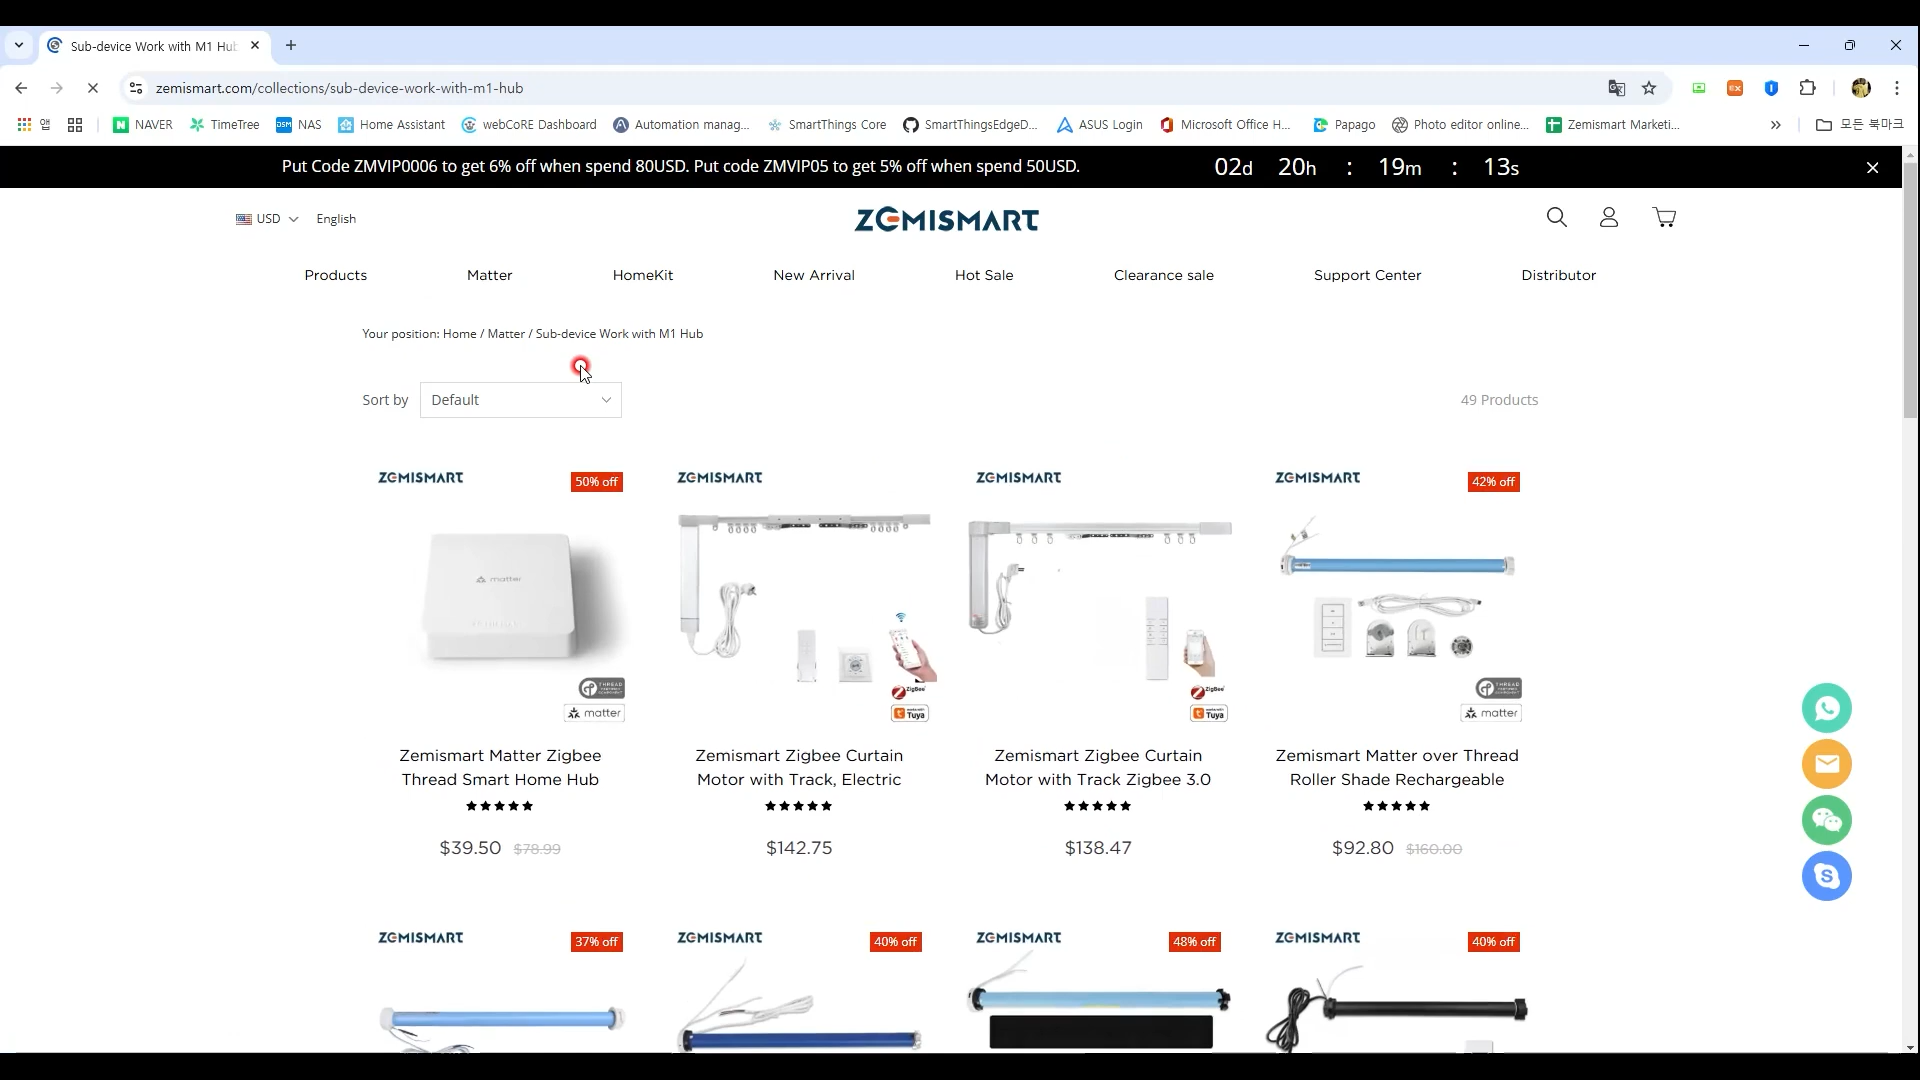 Sub-device Work with M1 Hub
zemismart.com/collections/sub-device-work-with-m1-hub
앱
NAVER
TimeTree
DSM NAS
Home Assistant
webCoRE Dashboard
Automation manag...
SmartThings Core
SmartThingsEdgeD...
ASUS Login
Microsoft Office H...
Papago
Photo editor online...
Zemismart Marketi...
모든 북마크
Put Code ZMVIP0006 to get 6% off when spend 80USD. Put code ZMVIP05 to get 5% off when spend 50USD.
02d 20h : 19m : 13s
USD English
ZEMISMART
Products Matter HomeKit New Arrival Hot Sale Clearance sale Support Center Distributor
Your position: Home / Matter / Sub-device Work with M1 Hub
Sort by Default
49 Products
ZEMISMART 50% off
matter
THREAD
matter
Zemismart Matter Zigbee
Thread Smart Home Hub
★★★★★
$39.50 $78.99
ZEMISMART
ZigBee
Tuya
Zemismart Zigbee Curtain
Motor with Track, Electric
★★★★★
$142.75
ZEMISMART
ZigBee
Tuya
Zemismart Zigbee Curtain
Motor with Track Zigbee 3.0
★★★★★
$138.47
ZEMISMART 42% off
THREAD
matter
Zemismart Matter over Thread
Roller Shade Rechargeable
★★★★★
$92.80 $160.00
ZEMISMART 37% off
ZEMISMART 40% off
ZEMISMART 48% off
ZEMISMART 40% off